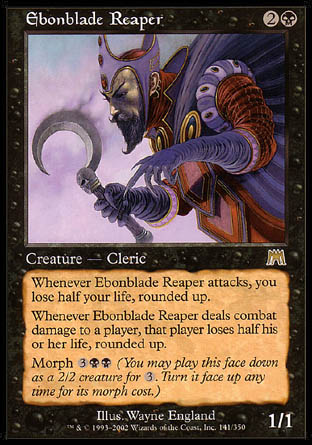 Ebonblade Reaper 2
Creature — Cleric
Whenever Ebonblade Reaper attacks, you
lose half your life, rounded up.
Whenever Ebonblade Reaper deals combat
damage to a player, that player loses half his
or her life, rounded up.
Morph 3 (You may play this face down
as a 2/2 creature for 3. Turn it face up any
time for its morph cost.)
Illus. Wayne England
1/1
™ & © 1993–2002 Wizards of the Coast, Inc. 141/350